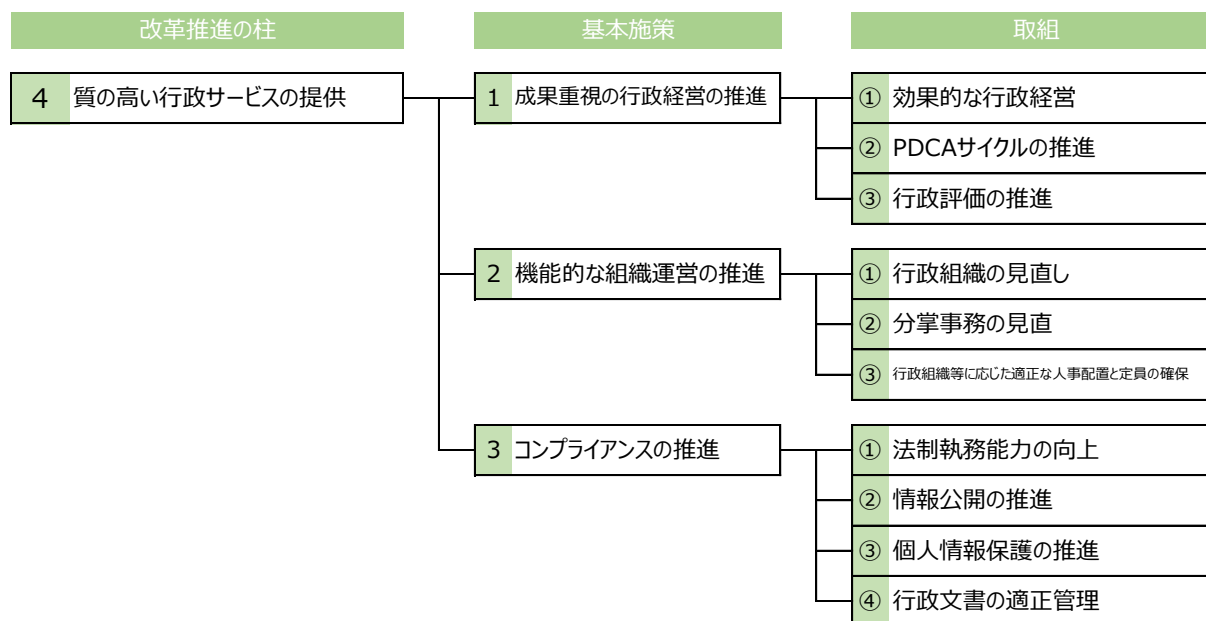 改革推進の柱
基本施策
取組
4 質の高い行政サービスの提供
1 成果重視の行政経営の推進
① 効果的な行政経営
② PDCAサイクルの推進
③ 行政評価の推進
2 機能的な組織運営の推進
① 行政組織の見直し
② 分掌事務の見直
③ 行政組織等に応じた適正な人事配置と定員の確保
3 コンプライアンスの推進
① 法制執務能力の向上
② 情報公開の推進
③ 個人情報保護の推進
④ 行政文書の適正管理